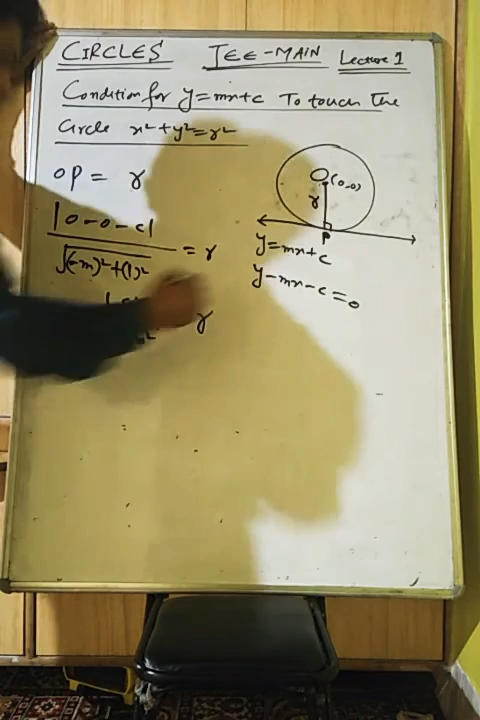 CIRCLES JEE-MAIN Lecture 1
Condition for y=mx+c To touch the
Circle x²+y²=r²
OP = r
|0-0-c|
√(-m)²+(1)² = r
r
O(0,0)
r
P
y=mx+c
y-mx-c=0